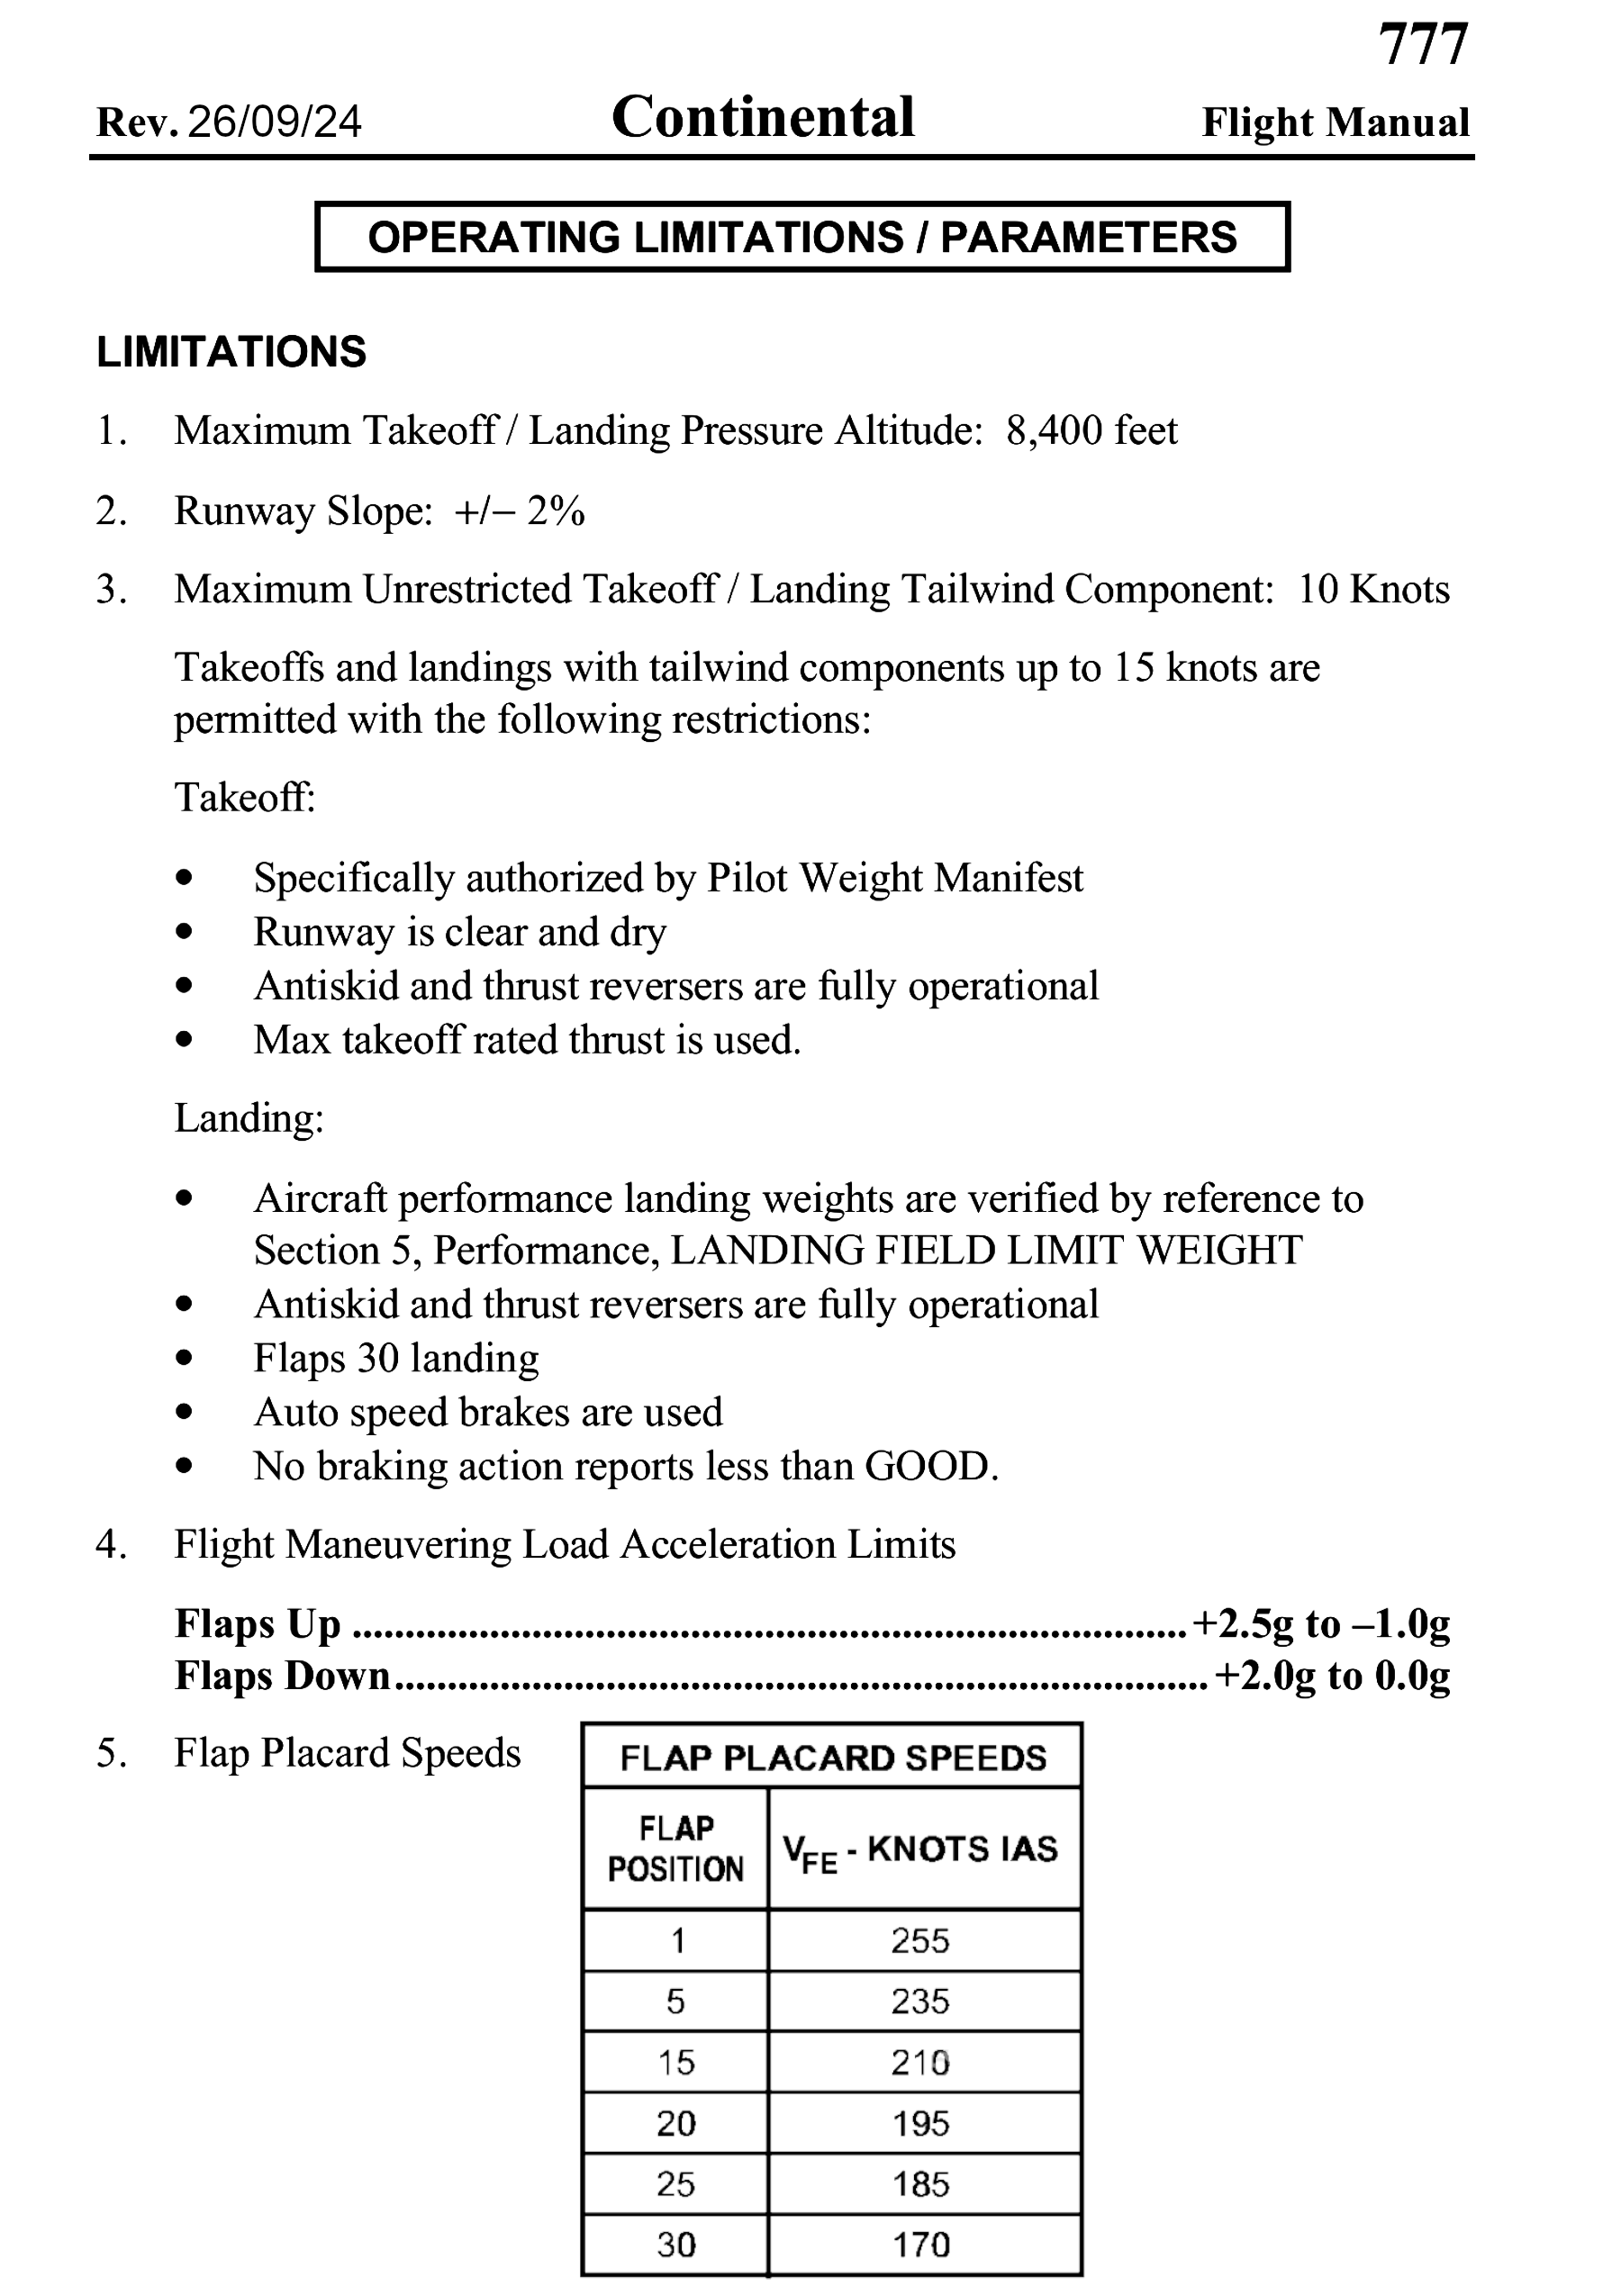 777
Rev. 26/09/24 Continental Flight Manual
OPERATING LIMITATIONS / PARAMETERS
LIMITATIONS
1. Maximum Takeoff / Landing Pressure Altitude: 8,400 feet
2. Runway Slope: +/– 2%
3. Maximum Unrestricted Takeoff / Landing Tailwind Component: 10 Knots
Takeoffs and landings with tailwind components up to 15 knots are
permitted with the following restrictions:
Takeoff:
• Specifically authorized by Pilot Weight Manifest
• Runway is clear and dry
• Antiskid and thrust reversers are fully operational
• Max takeoff rated thrust is used.
Landing:
• Aircraft performance landing weights are verified by reference to
Section 5, Performance, LANDING FIELD LIMIT WEIGHT
• Antiskid and thrust reversers are fully operational
• Flaps 30 landing
• Auto speed brakes are used
• No braking action reports less than GOOD.
4. Flight Maneuvering Load Acceleration Limits
Flaps Up ............................................................................... +2.5g to –1.0g
Flaps Down............................................................................. +2.0g to 0.0g
5. Flap Placard Speeds
FLAP PLACARD SPEEDS
FLAP
POSITION VFE - KNOTS IAS
1 255
5 235
15 210
20 195
25 185
30 170